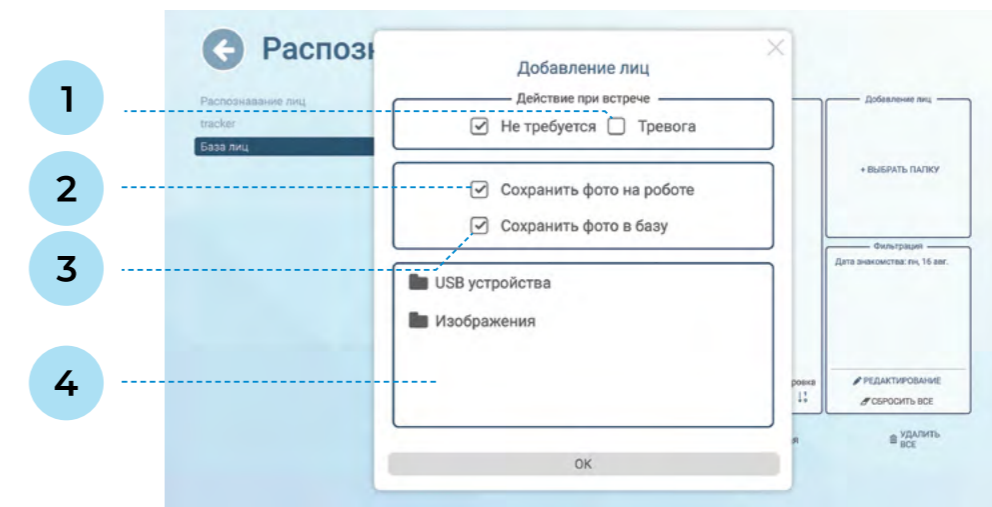 Распозн
Распознавание лиц
tracker
База лиц
Добавление лиц
Действие при встрече
Не требуется Тревога
Сохранить фото на роботе
Сохранить фото в базу
USB устройства
Изображения
ОК
Добавление лиц
+ ВЫБРАТЬ ПАПКУ
Фильтрация
Дата знакомства: пн, 16 авг.
РЕДАКТИРОВАНИЕ
СБРОСИТЬ ВСЕ
ровка
я
УДАЛИТЬ
ВСЕ
1
2
3
4